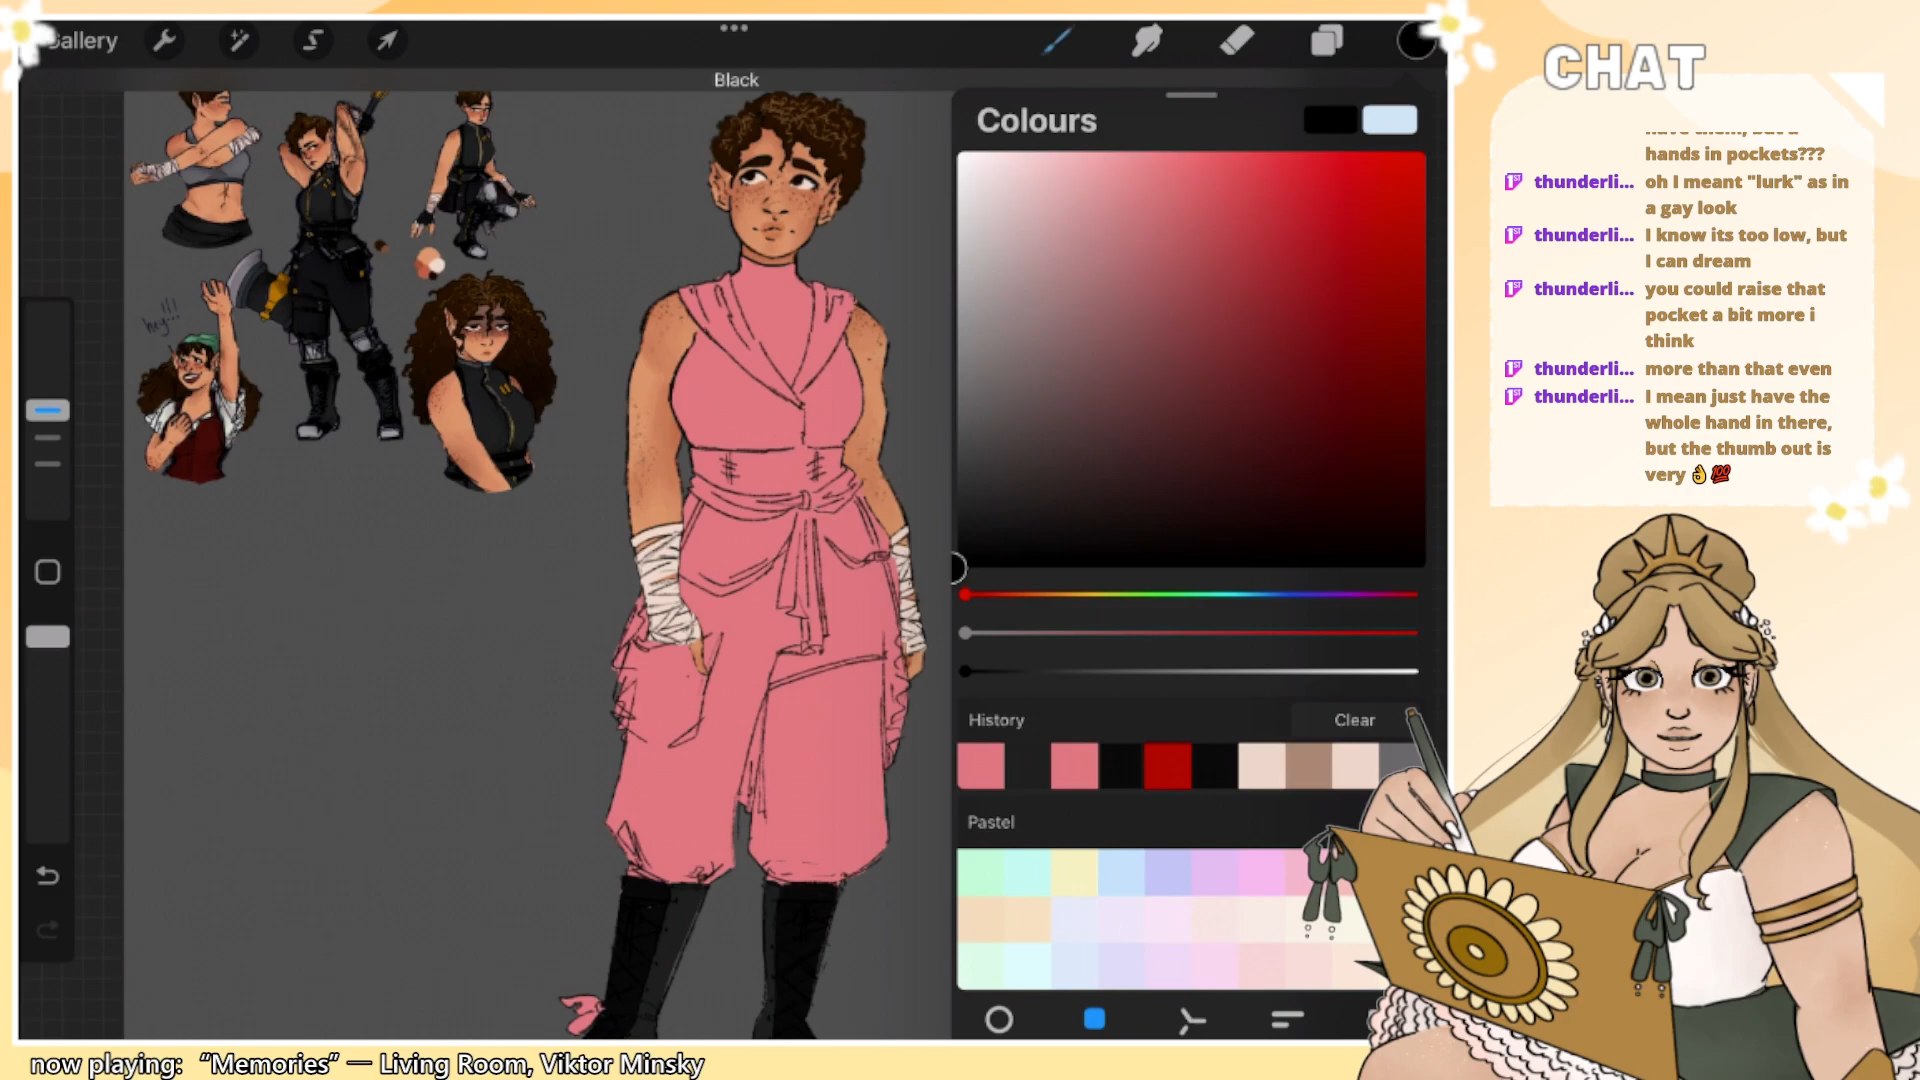 Gallery
Black
Colours
History
Clear
Pastel
hey!!!
CHAT
hands in pockets???
thunderli... oh I meant "lurk" as in
a gay look
thunderli... I know its too low, but
I can dream
thunderli... you could raise that
pocket a bit more i
think
thunderli... more than that even
thunderli... I mean just have the
whole hand in there,
but the thumb out is
very 👌💯
now playing: “Memories” — Living Room, Viktor Minsky